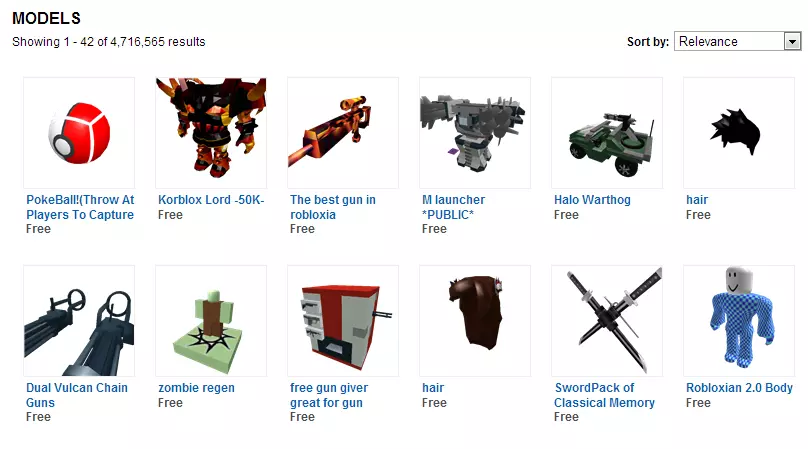 MODELS
Showing 1 - 42 of 4,716,565 results
Sort by: Relevance
PokeBall!(Throw At
Players To Capture
Free
Korblox Lord -50K-
Free
The best gun in
robloxia
Free
M launcher
*PUBLIC*
Free
Halo Warthog
Free
hair
Free
Dual Vulcan Chain
Guns
Free
zombie regen
Free
free gun giver
great for gun
Free
hair
Free
SwordPack of
Classical Memory
Free
Robloxian 2.0 Body
Free